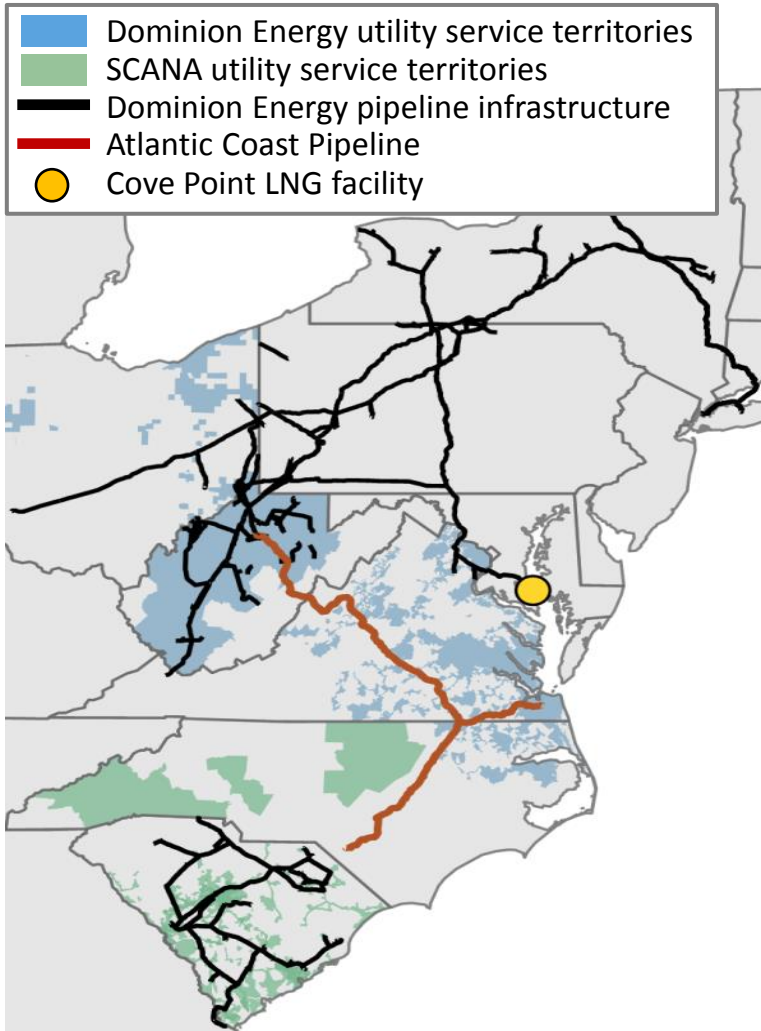 Dominion Energy utility service territories
SCANA utility service territories
Dominion Energy pipeline infrastructure
Atlantic Coast Pipeline
Cove Point LNG facility